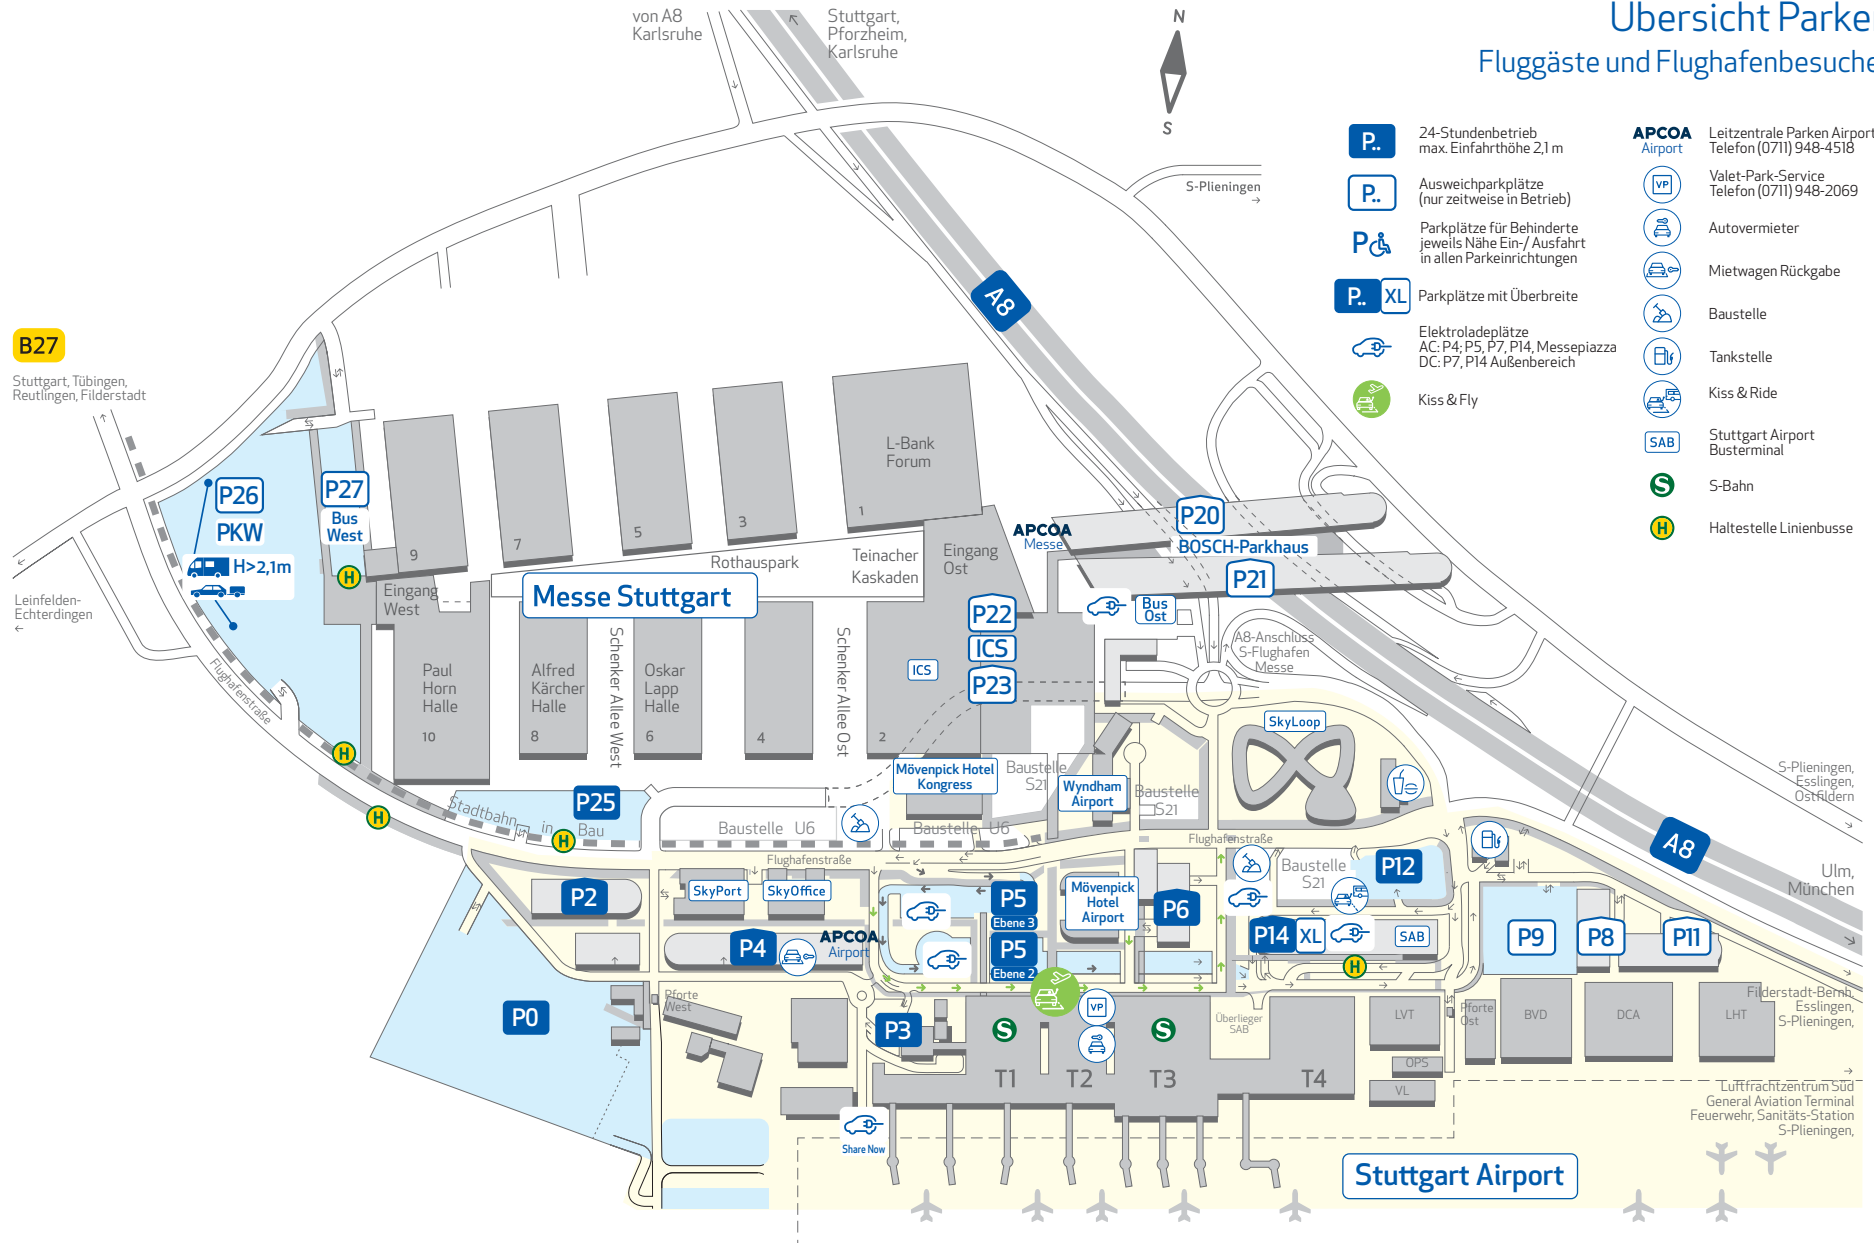 Übersicht Parke
Fluggäste und Flughafenbesuche
von A8
Karlsruhe
Stuttgart,
Pforzheim,
Karlsruhe
N
S
P..
24-Stundenbetrieb
max. Einfahrthöhe 2,1 m
P..
Ausweichparkplätze
(nur zeitweise in Betrieb)
P
Parkplätze für Behinderte
jeweils Nähe Ein-/ Ausfahrt
in allen Parkeinrichtungen
P.. XL
Parkplätze mit Überbreite
Elektroladeplätze
AC: P4; P5, P7, P14, Messepiazza
DC: P7, P14 Außenbereich
Kiss & Fly
APCOA
Airport
Leitzentrale Parken Airport
Telefon (0711) 948-4518
VP
Valet-Park-Service
Telefon (0711) 948-2069
Autovermieter
Mietwagen Rückgabe
Baustelle
Tankstelle
Kiss & Ride
SAB
Stuttgart Airport
Busterminal
S
S-Bahn
H
Haltestelle Linienbusse
S-Plieningen
A8
B27
Stuttgart, Tübingen,
Reutlingen, Filderstadt
Leinfelden-
Echterdingen
P26
PKW
H>2,1m
P27
Bus
West
H
9
7
5
3
1
L-Bank
Forum
Rothauspark
Teinacher
Kaskaden
Eingang
Ost
Eingang
West
Messe Stuttgart
APCOA
Messe
P20
BOSCH-Parkhaus
P21
Bus
Ost
P22
ICS
P23
ICS
A8-Anschluss
S-Flughafen
Messe
Paul
Horn
Halle
10
Alfred
Kärcher
Halle
8
Schenker Allee West
Oskar
Lapp
Halle
6
4
Schenker Allee Ost
2
Flughafenstraße
H
H
H
Stadtbahn in Bau
P25
Baustelle U6
Baustelle U6
Mövenpick Hotel
Kongress
Baustelle
S21
Wyndham
Airport
Baustelle
S21
SkyLoop
Flughafenstraße
Flughafenstraße
S-Plieningen,
Esslingen,
Ostfildern
A8
Ulm,
München
P2
SkyPort
SkyOffice
P4
APCOA
Airport
P5
Ebene 3
P5
Ebene 2
Mövenpick
Hotel
Airport
P6
Baustelle
S21
P12
P14 XL
SAB
H
P9
P8
P11
P0
Pforte
West
P3
S
VP
S
Überlieger
SAB
T1
T2
T3
T4
LVT
OPS
VL
Pforte
Ost
BVD
DCA
LHT
Filderstadt-Bernh.
Esslingen,
S-Plieningen,
Luftfrachtzentrum Süd
General Aviation Terminal
Feuerwehr, Sanitäts-Station
S-Plieningen,
Share Now
Stuttgart Airport